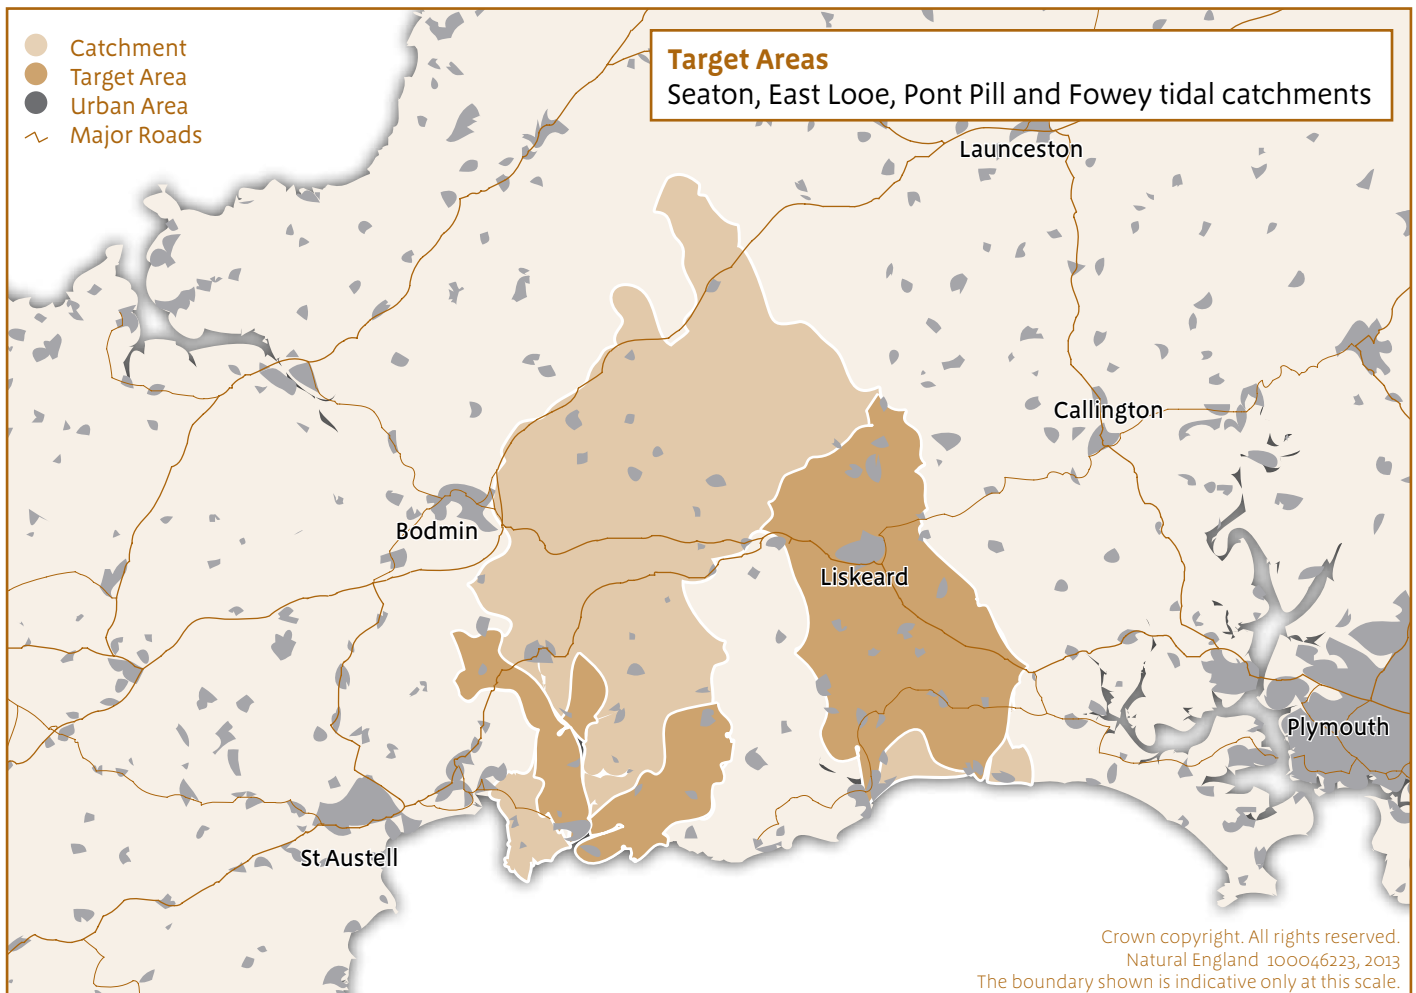 Catchment
Target Area
Urban Area
Major Roads
Target Areas
Seaton, East Looe, Pont Pill and Fowey tidal catchments
Launceston
Callington
Bodmin
Liskeard
Plymouth
St Austell
Crown copyright. All rights reserved.
Natural England 100046223, 2013
The boundary shown is indicative only at this scale.